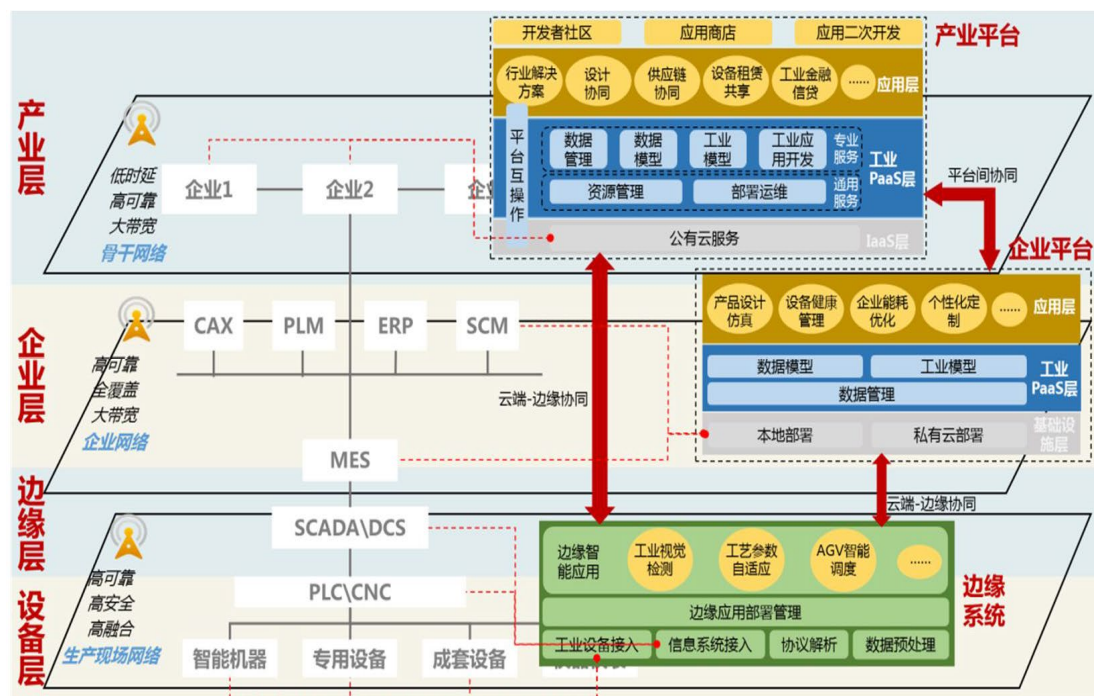 开发者社区
应用商店
应用二次开发
产业平台
行业解决
方案
设计
协同
供应链
协同
设备租赁
共享
工业金融
信贷
......
应用层
产业层
平台互操作
数据
管理
数据
模型
工业
模型
工业应
用开发
专业
服务
工业
PaaS层
资源管理
部署运维
通用
服务
公有云服务
IaaS层
低时延
高可靠
大带宽
骨干网络
企业1
企业2
平台间协同
企业平台
产品设计
仿真
设备健康
管理
企业能耗
优化
个性化定
制
......
应用层
企业层
高可靠
全覆盖
大带宽
企业网络
CAX
PLM
ERP
SCM
数据模型
工业模型
数据管理
工业
PaaS层
云端-边缘协同
本地部署
私有云部署
基础设
施层
MES
云端-边缘协同
边缘层
SCADA\DCS
边缘智
能应用
工业视觉
检测
工艺参数
自适应
AGV智能
调度
......
边缘
系统
设备层
高可靠
高安全
高融合
生产现场网络
PLC\CNC
边缘应用部署管理
工业设备接入
信息系统接入
协议解析
数据预处理
智能机器
专用设备
成套设备